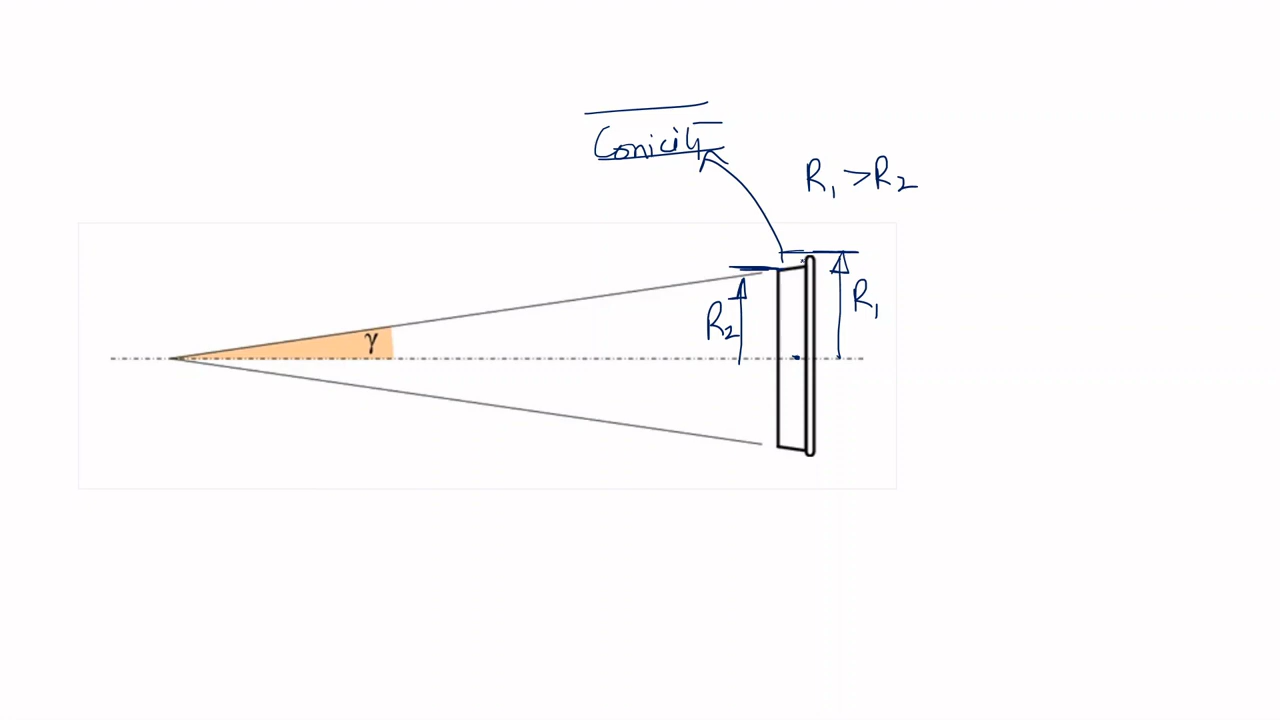 Conicity
R₁ > R₂
R₂
R₁
γ